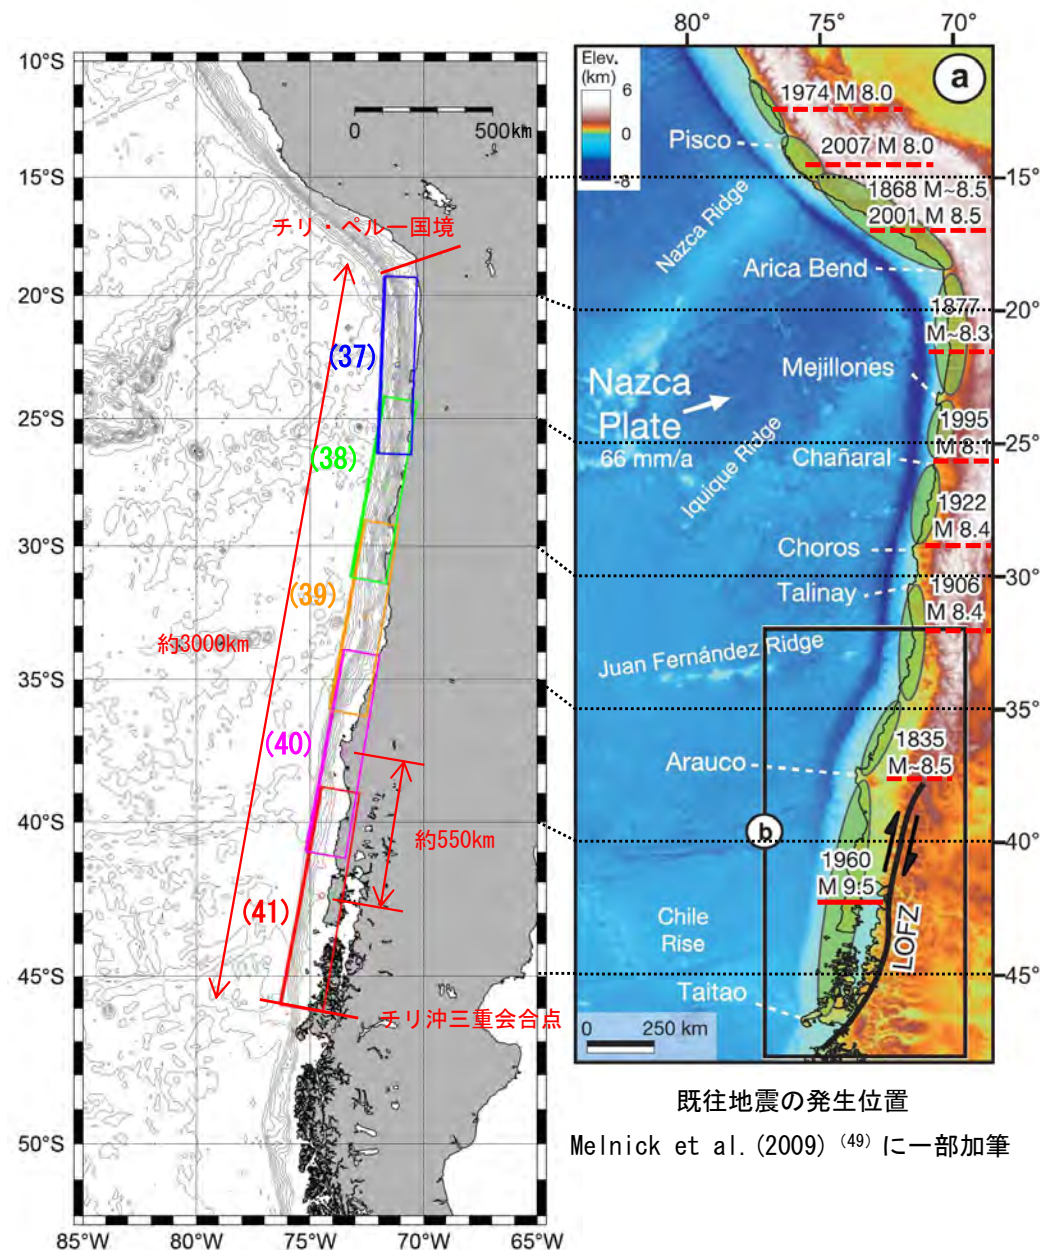 10°S
15°S
20°S
25°S
30°S
35°S
40°S
45°S
50°S
85°W
80°W
75°W
70°W
65°W
0
500km
チリ・ペルー国境
(37)
(38)
(39)
約3000km
(40)
約550km
(41)
チリ沖三重会合点
80°
75°
70°
Elev.
(km)
6
0
-8
a
1974 M 8.0
Pisco
2007 M 8.0
15°
1868 M~8.5
2001 M 8.5
Nazca Ridge
Arica Bend
1877
M~8.3
20°
Mejillones
Nazca
Plate
66 mm/a
1995
M 8.1
25°
Chañaral
Iquique Ridge
1922
M 8.4
Choros
30°
Talinay
1906
M 8.4
Juan Fernández Ridge
35°
1835
M~8.5
Arauco
b
40°
1960
M 9.5
LOFZ
Chile
Rise
45°
Taitao
0
250 km
既往地震の発生位置
Melnick et al.(2009) (49) に一部加筆